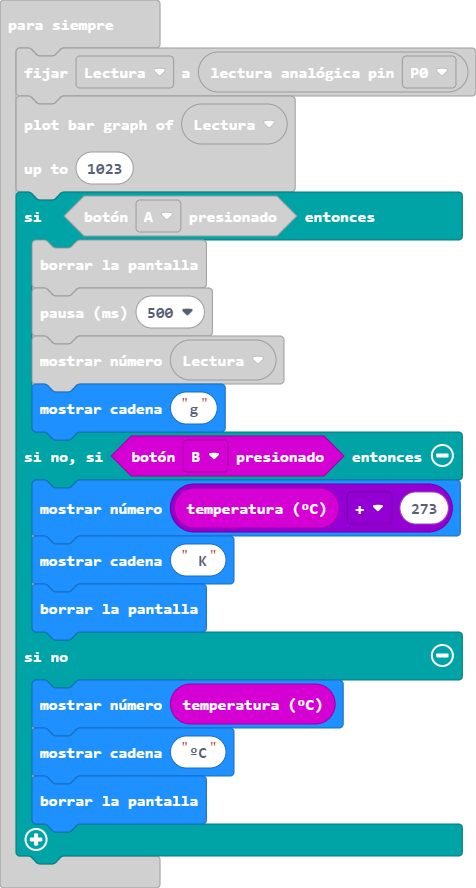 para siempre
fijar Lectura a lectura analógica pin P0
plot bar graph of Lectura
up to 1023
si botón A presionado entonces
borrar la pantalla
pausa (ms) 500
mostrar número Lectura
mostrar cadena "g"
si no, si botón B presionado entonces
mostrar número temperatura (ºC) + 273
mostrar cadena " K"
borrar la pantalla
si no
mostrar número temperatura (ºC)
mostrar cadena "ºC"
borrar la pantalla